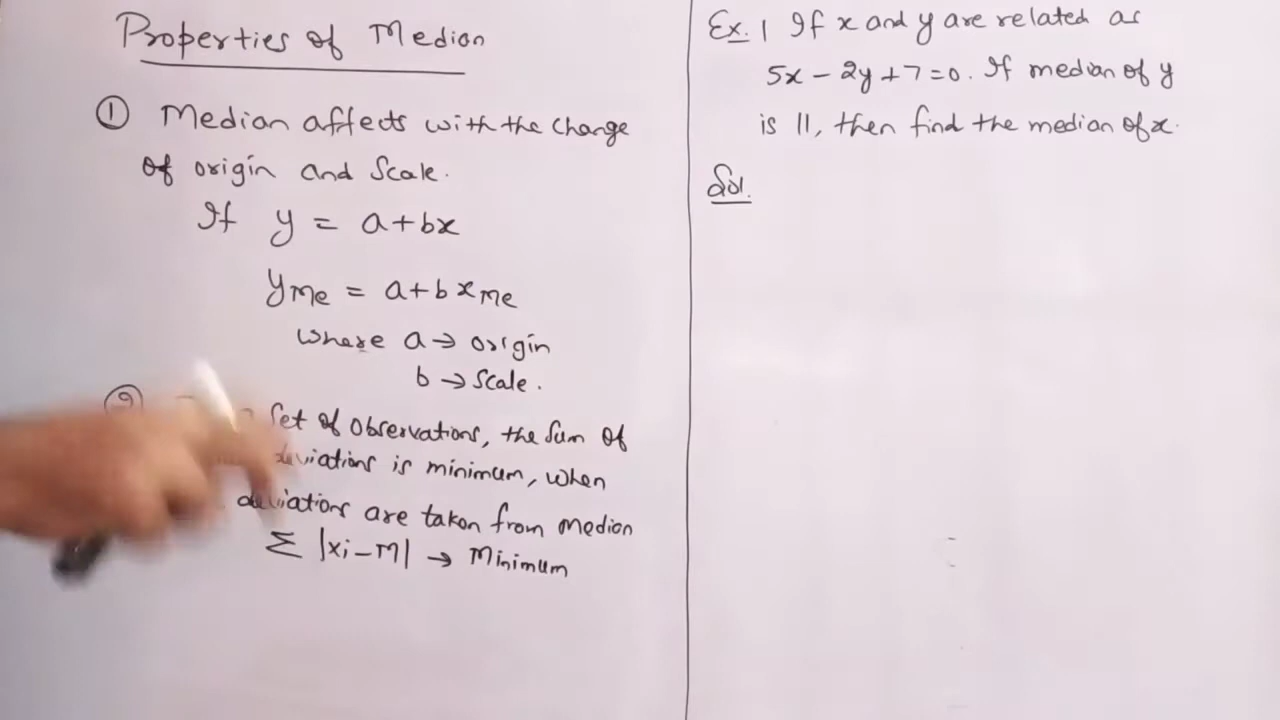 Properties of Median
① Median affects with the change
of origin and Scale.
If y = a+bx
yMe = a+b xMe
where a → origin
b → Scale.
② Set of observations, the sum of
deviations is minimum, when
deviations are taken from median
Σ |xi-M| → Minimum
Ex. 1 If x and y are related as
5x - 2y + 7 = 0. If median of y
is 11, then find the median of x.
Sol.